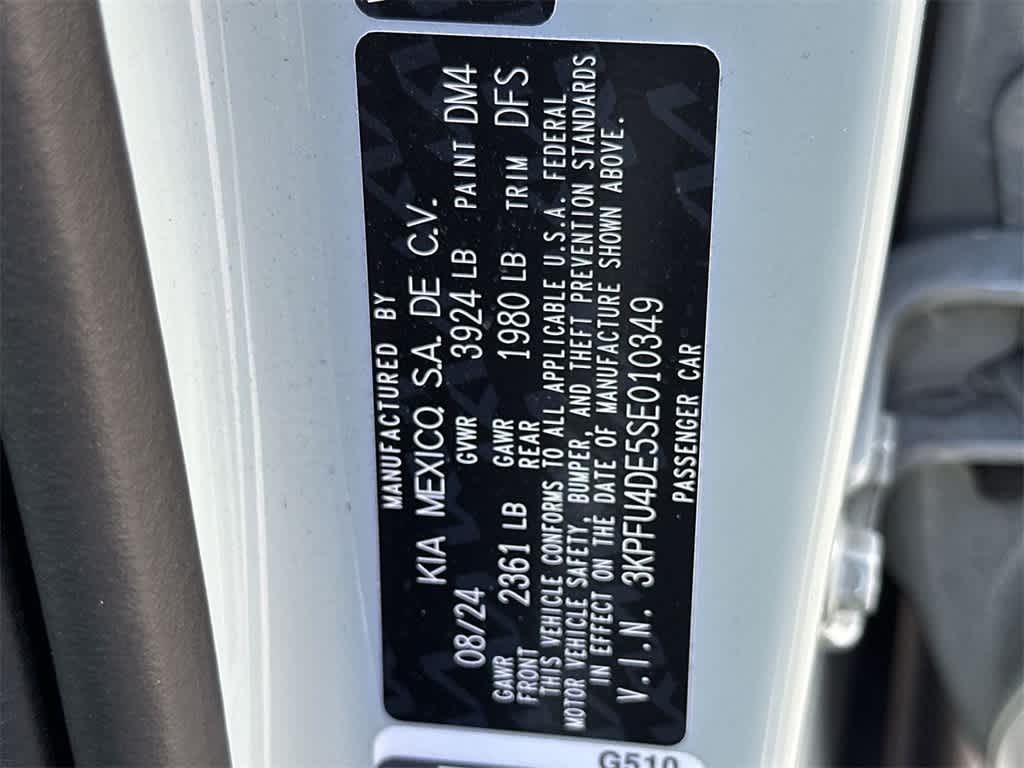 MANUFACTURED BY
KIA MEXICO, S.A. DE C.V.
08/24 GVWR 3924 LB PAINT DM4
GAWR FRONT 2361 LB GAWR REAR 1980 LB TRIM DFS
THIS VEHICLE CONFORMS TO ALL APPLICABLE U.S.A. FEDERAL
MOTOR VEHICLE SAFETY, BUMPER, AND THEFT PREVENTION STANDARDS
IN EFFECT ON THE DATE OF MANUFACTURE SHOWN ABOVE.
V.I.N. 3KPFU4DE5SE010349
PASSENGER CAR
G510